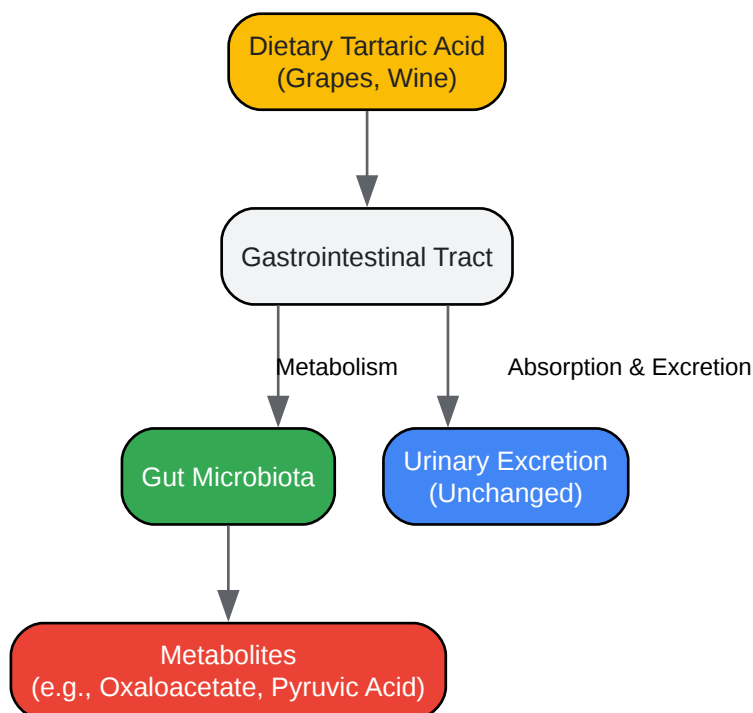 Dietary Tartaric Acid
(Grapes, Wine)
Gastrointestinal Tract
Metabolism
Absorption & Excretion
Gut Microbiota
Urinary Excretion
(Unchanged)
Metabolites
(e.g., Oxaloacetate, Pyruvic Acid)